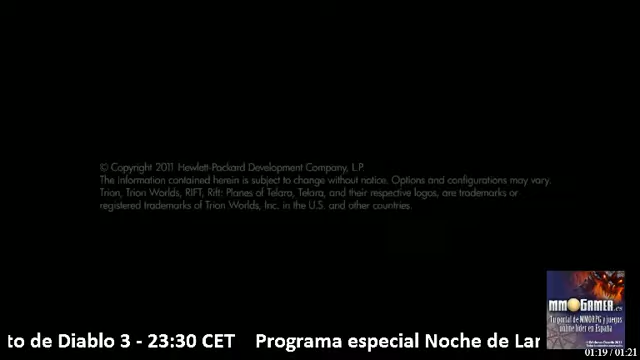 © Copyright 2011 Hewlett-Packard Development Company, L.P.
The information contained herein is subject to change without notice. Options and configurations may vary.
Trion, Trion Worlds, RIFT, Rift: Planes of Telara, Telara, and their respective logos, are trademarks or
registered trademarks of Trion Worlds, Inc. in the U.S. and other countries.
MMOGAMER.es
Tu portal de MMORPG y juegos
online lider en España
to de Diablo 3 - 23:30 CET Programa especial Noche de Lan
01:19 / 01:21